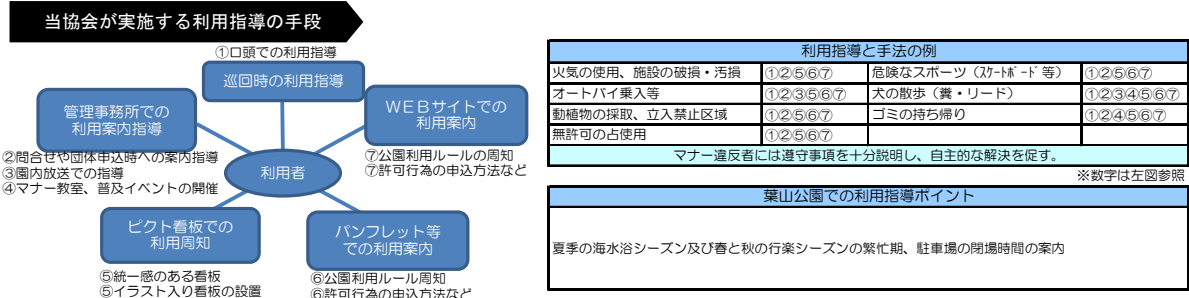 当協会が実施する利用指導の手段
①口頭での利用指導
巡回時の利用指導
管理事務所での
利用案内指導
WEBサイトでの
利用案内
②問合せや団体申込時への案内指導
③園内放送での指導
④マナー教室、普及イベントの開催
利用者
⑦公園利用ルールの周知
⑦許可行為の申込方法など
ピクト看板での
利用周知
パンフレット等
での利用案内
⑤統一感のある看板
⑤イラスト入り看板の設置
⑥公園利用ルール周知
⑥許可行為の申込方法など
利用指導と手法の例
火気の使用、施設の破損・汚損 ①②⑤⑥⑦ 危険なスポーツ（スケートボード等） ①②⑤⑥⑦
オートバイ乗入等 ①②③⑤⑥⑦ 犬の散歩（糞・リード） ①②③④⑤⑥⑦
動植物の採取、立入禁止区域 ①②⑤⑥⑦ ゴミの持ち帰り ①②④⑤⑥⑦
無許可の占使用 ①②⑤⑥⑦
マナー違反者には遵守事項を十分説明し、自主的な解決を促す。
※数字は左図参照
葉山公園での利用指導ポイント
夏季の海水浴シーズン及び春と秋の行楽シーズンの繁忙期、駐車場の閉場時間の案内